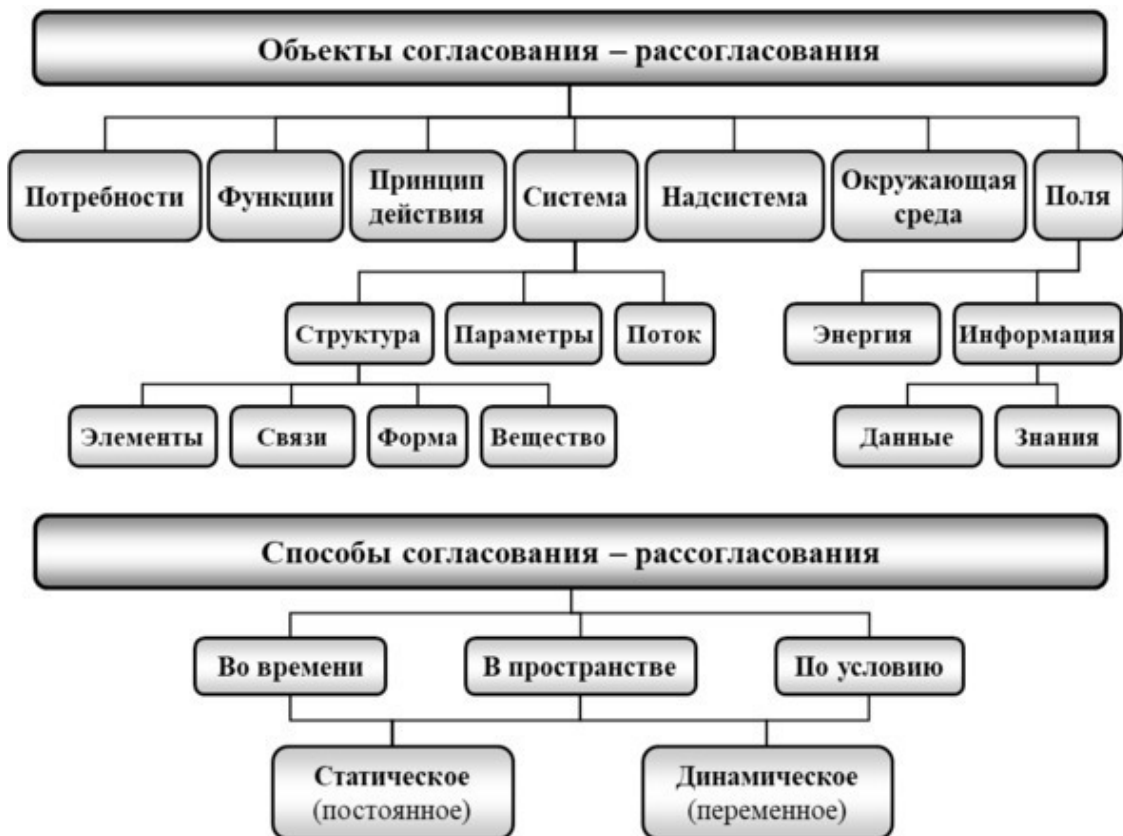 Объекты согласования – рассогласования
Потребности
Функции
Принцип
действия
Система
Надсистема
Окружающая
среда
Поля
Структура
Параметры
Поток
Энергия
Информация
Элементы
Связи
Форма
Вещество
Данные
Знания
Способы согласования – рассогласования
Во времени
В пространстве
По условию
Статическое
(постоянное)
Динамическое
(переменное)